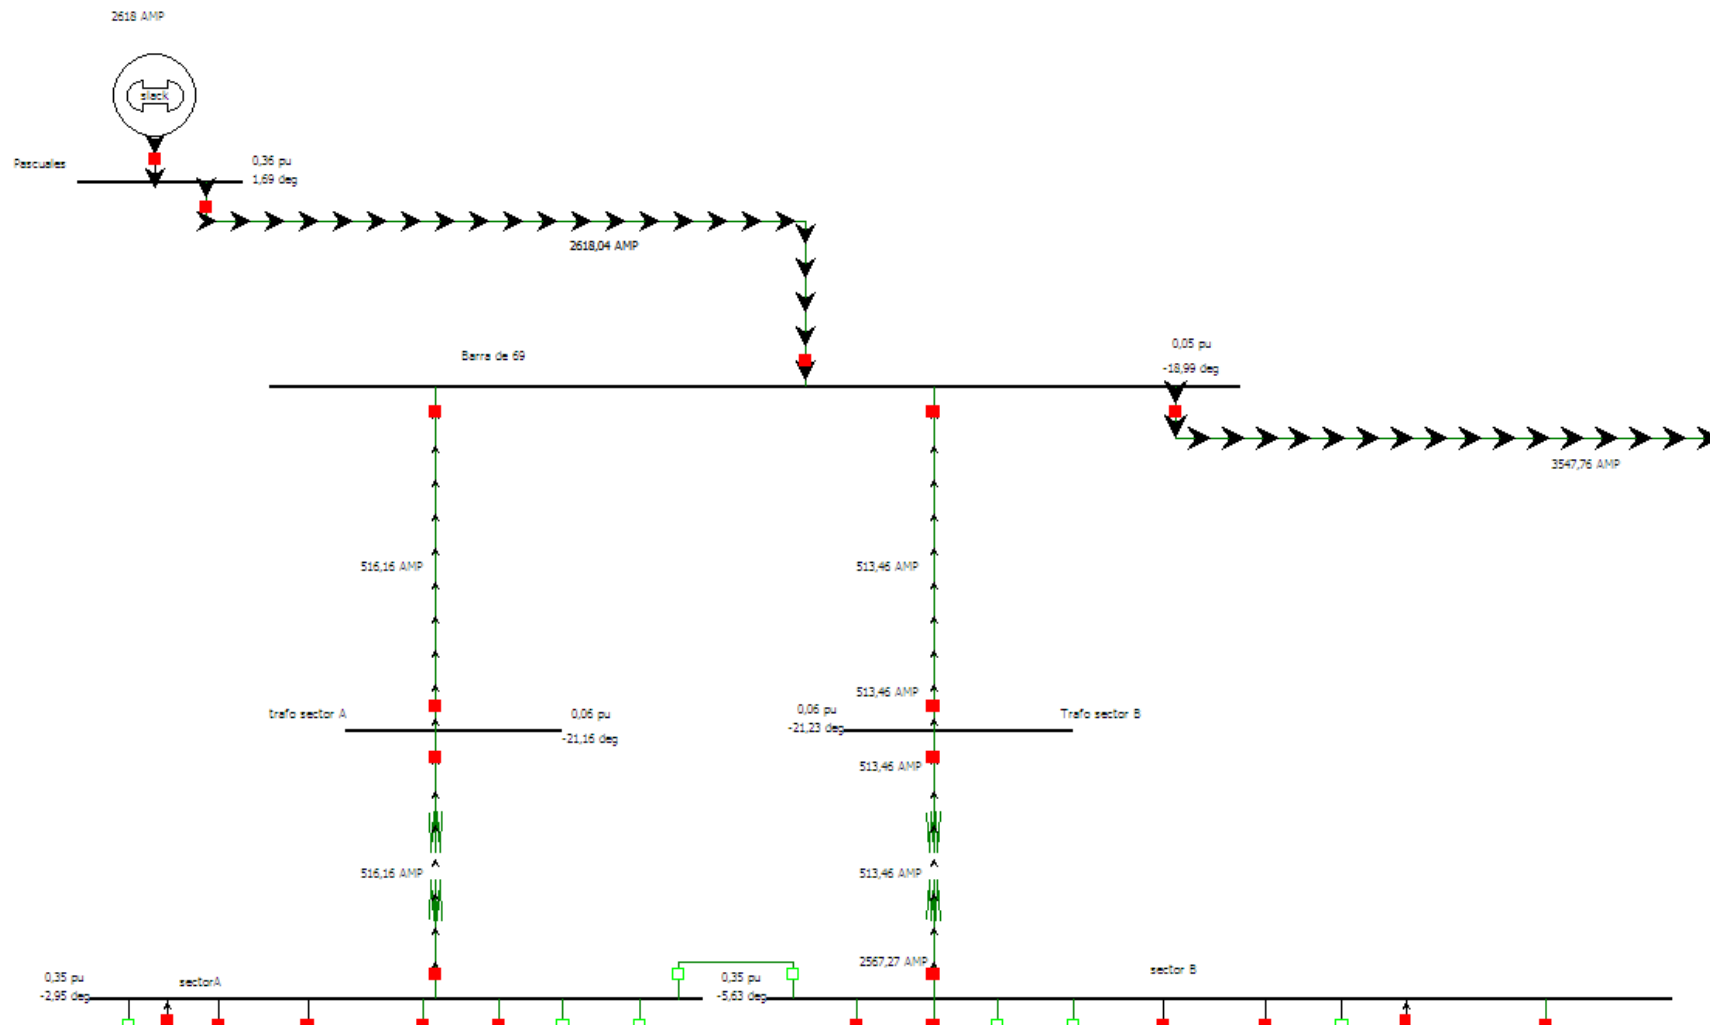 2618 AMP
slack
Pascuales
0,36 pu
1,69 deg
2618,04 AMP
Barra de 69
0,05 pu
-18,99 deg
3547,76 AMP
516,16 AMP
513,46 AMP
513,46 AMP
trafo sector A
0,06 pu
-21,16 deg
0,06 pu
-21,23 deg
Trafo sector B
513,46 AMP
516,16 AMP
513,46 AMP
2567,27 AMP
0,35 pu
-2,95 deg
sectorA
0,35 pu
-5,63 deg
sector B